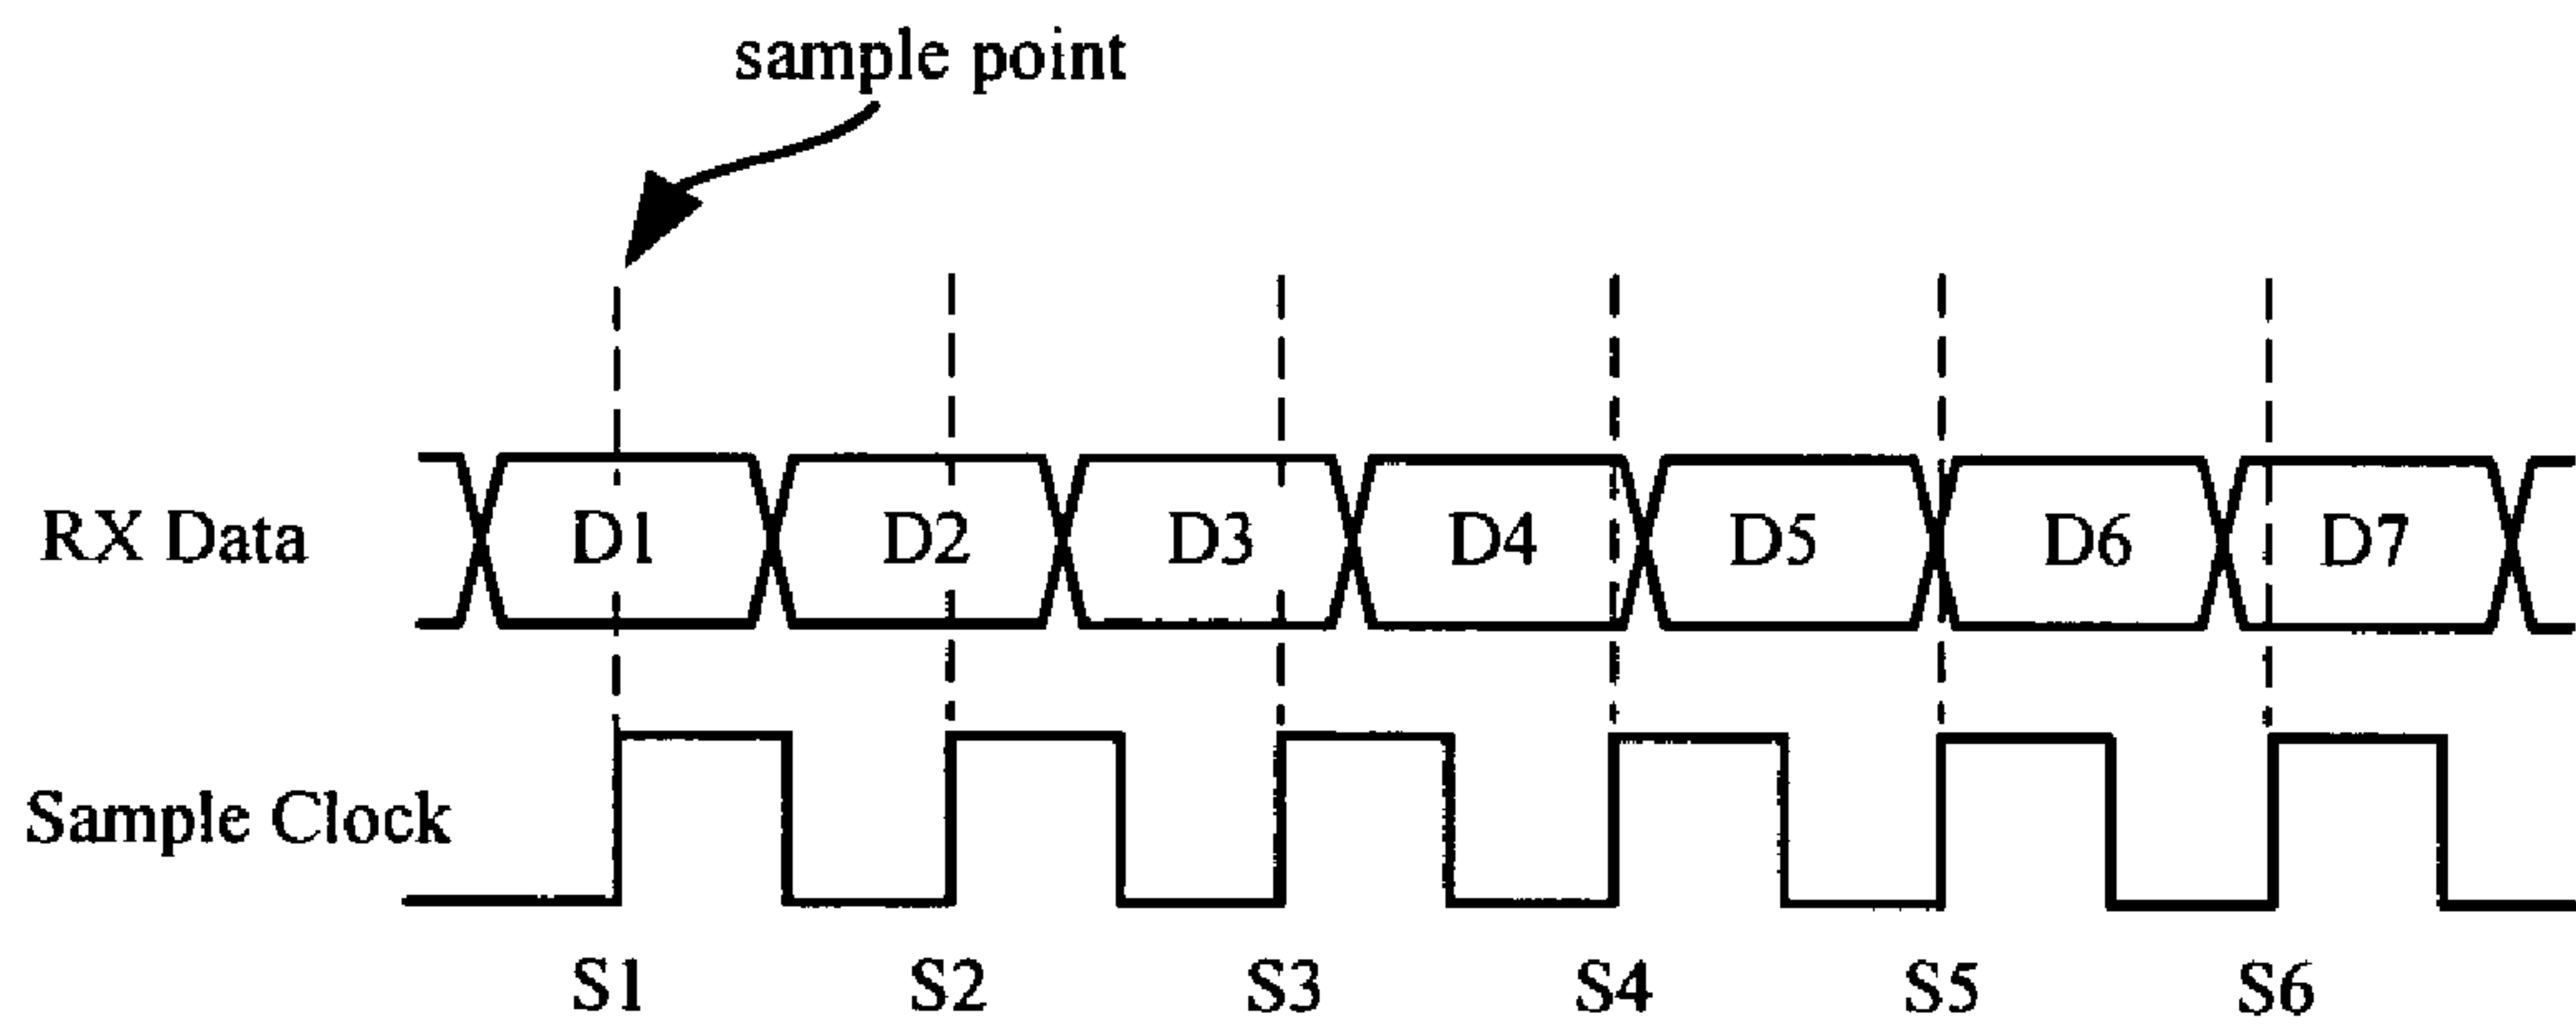 sample point
RX Data D1 D2 D3 D4 D5 D6 D7
Sample Clock
S1 S2 S3 S4 S5 S6